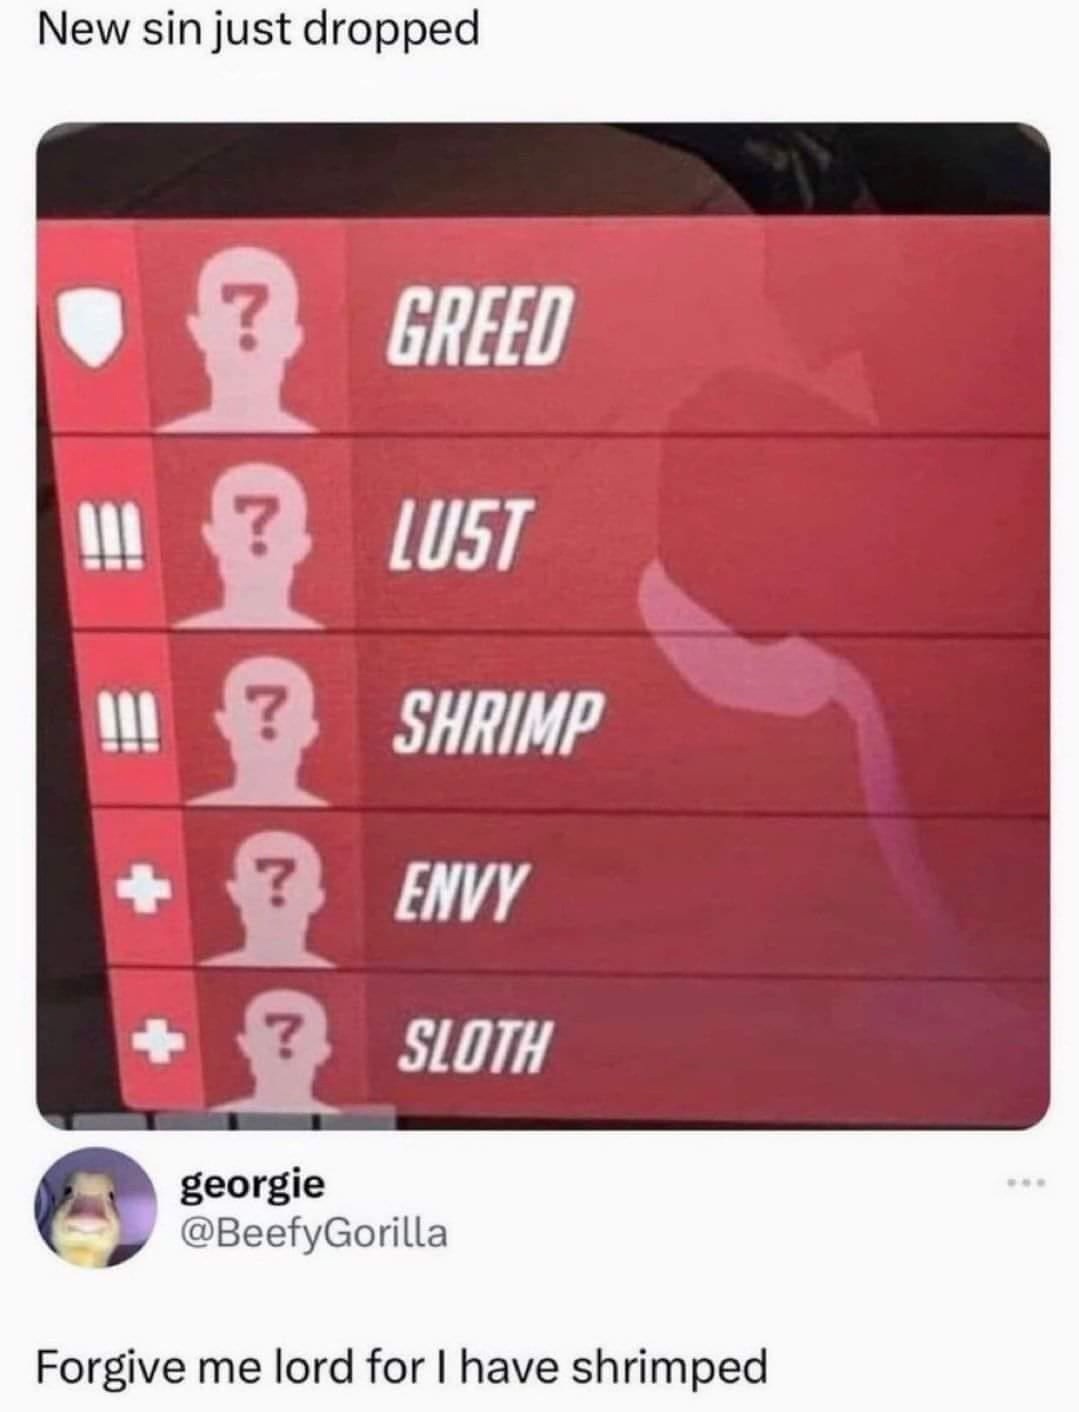 New sin just dropped
?
GREED
?
LUST
?
SHRIMP
?
ENVY
?
SLOTH
georgie
@BeefyGorilla
Forgive me lord for I have shrimped